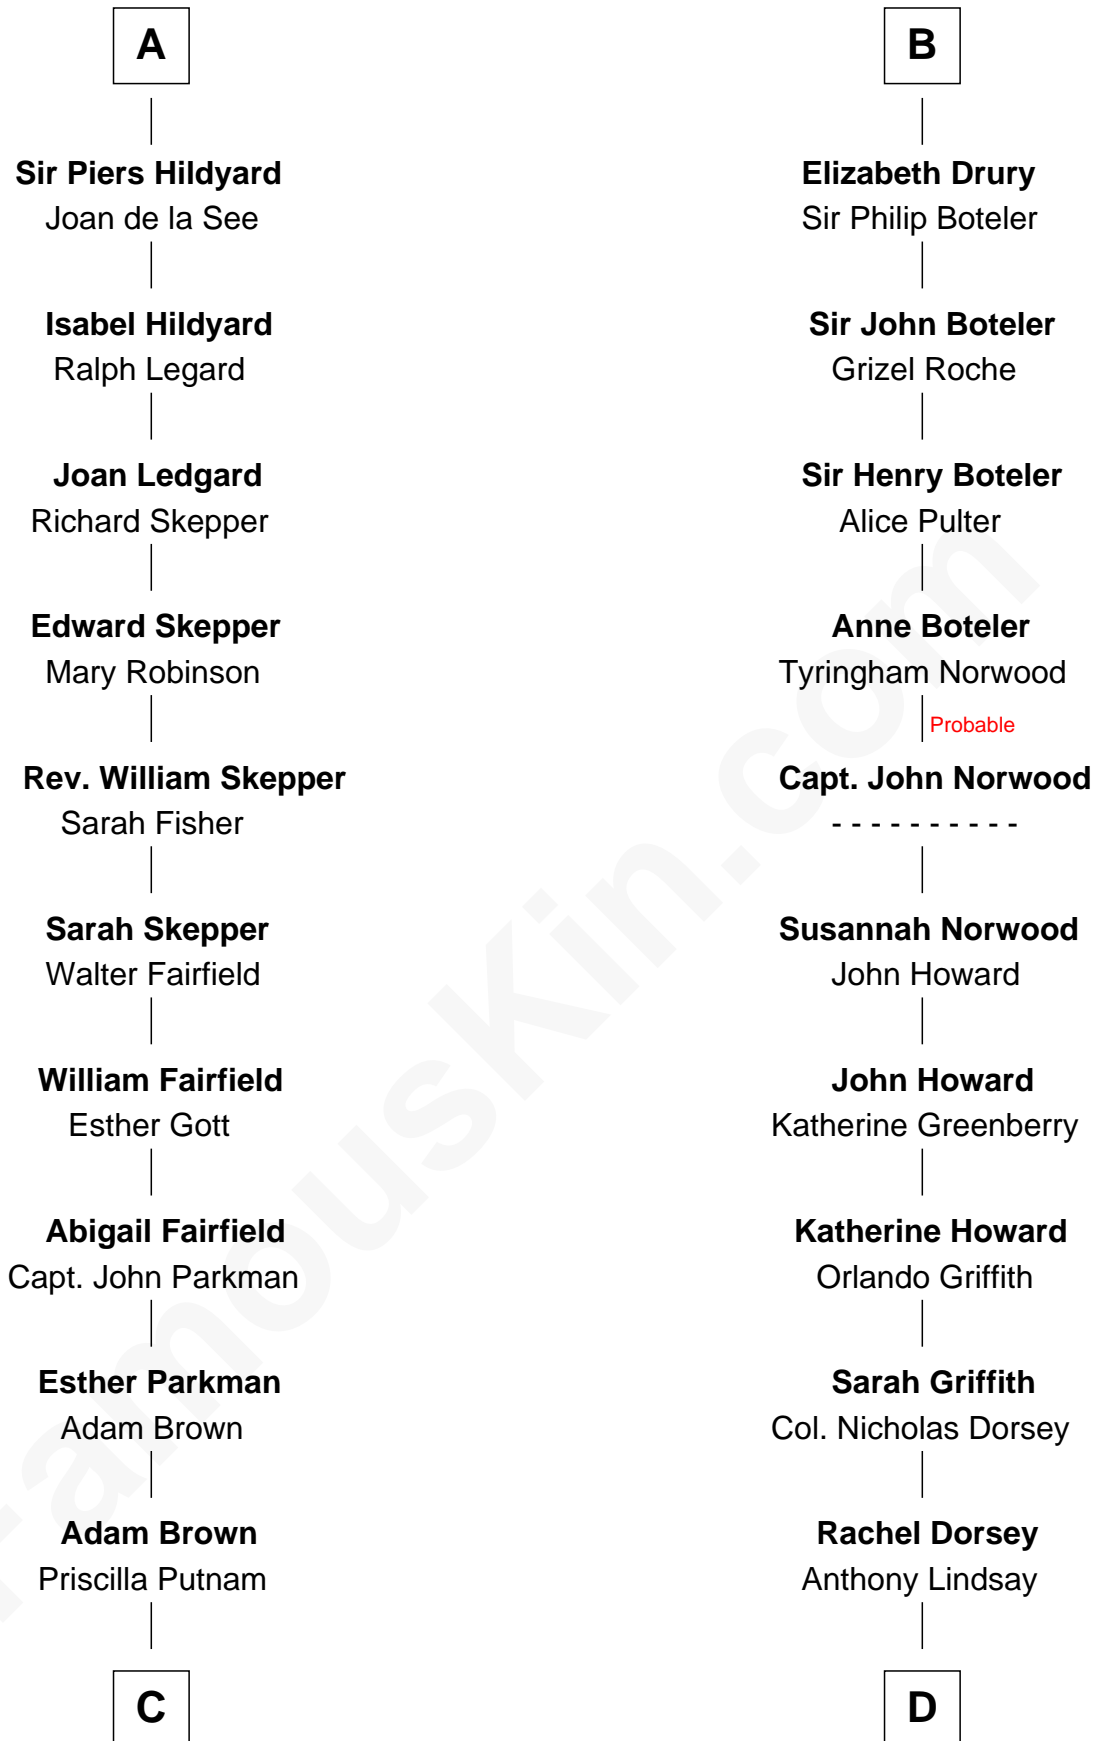 A
Sir Piers Hildyard
Joan de la See
Isabel Hildyard
Ralph Legard
Joan Ledgard
Richard Skepper
Edward Skepper
Mary Robinson
Rev. William Skepper
Sarah Fisher
Sarah Skepper
Walter Fairfield
William Fairfield
Esther Gott
Abigail Fairfield
Capt. John Parkman
Esther Parkman
Adam Brown
Adam Brown
Priscilla Putnam
C
B
Elizabeth Drury
Sir Philip Boteler
Sir John Boteler
Grizel Roche
Sir Henry Boteler
Alice Pulter
Anne Boteler
Tyringham Norwood
Probable
Capt. John Norwood
- - - - - - - - - -
Susannah Norwood
John Howard
John Howard
Katherine Greenberry
Katherine Howard
Orlando Griffith
Sarah Griffith
Col. Nicholas Dorsey
Rachel Dorsey
Anthony Lindsay
D
FamousKin.com